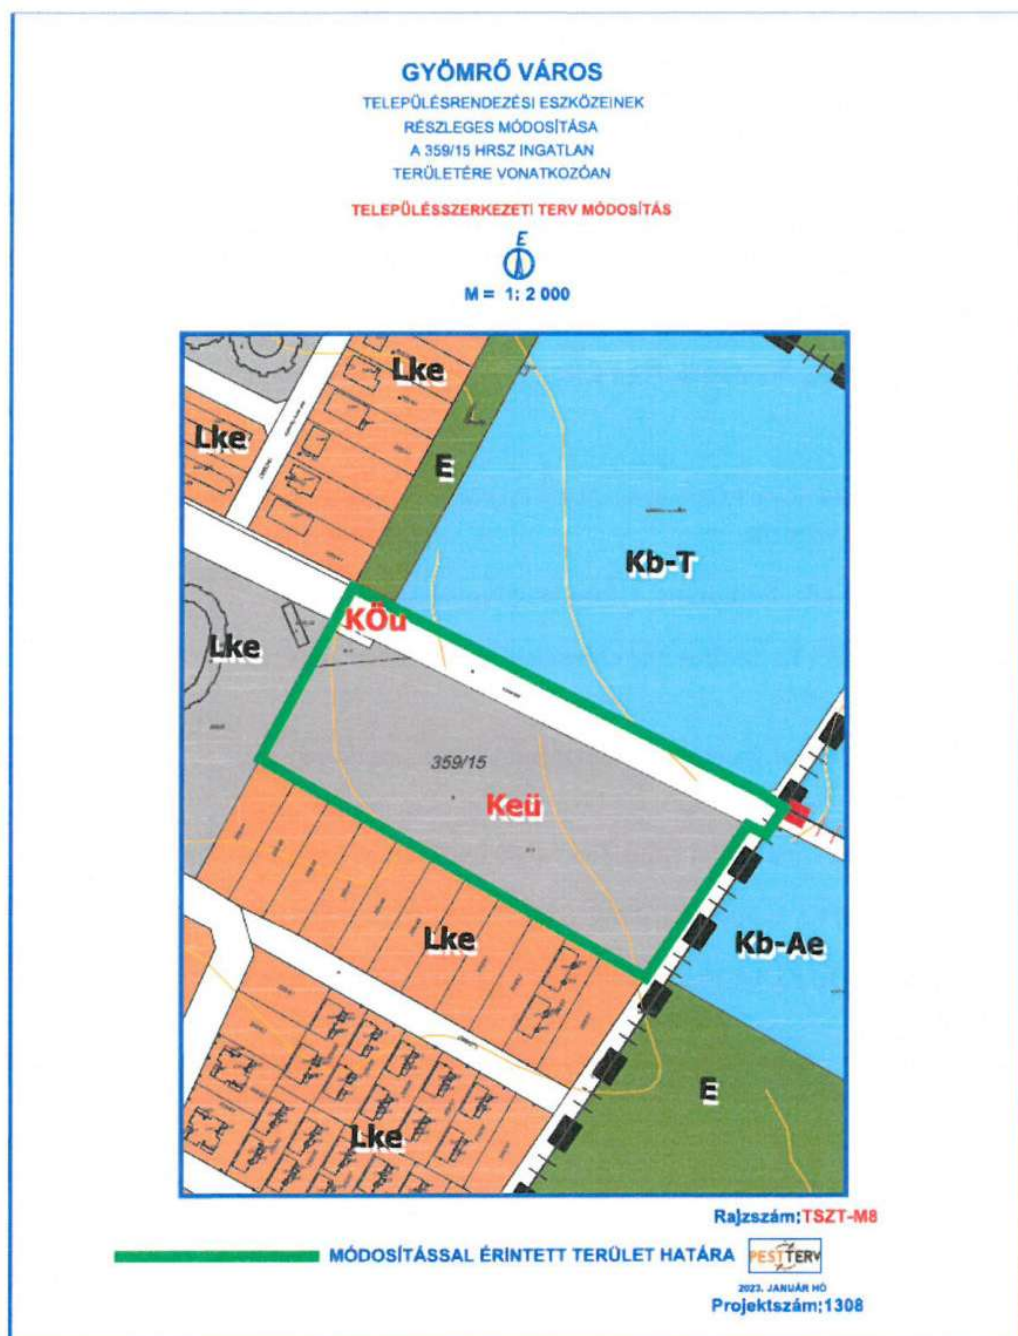 GYÖMRŐ VÁROS
TELEPÜLÉSRENDEZÉSI ESZKÖZEINEK
RÉSZLEGES MÓDOSÍTÁSA
A 359/15 HRSZ INGATLAN
TERÜLETÉRE VONATKOZÓAN
TELEPÜLÉSSZERKEZETI TERV MÓDOSÍTÁS
É
M = 1: 2 000
Lke
Lke
E
Kb-T
KÖu
Lke
359/15
Keü
Lke
Kb-Ae
E
Lke
Rajzszám;TSZT-M8
MÓDOSÍTÁSSAL ÉRINTETT TERÜLET HATÁRA
PESTTERV
2023. JANUÁR HÓ
Projektszám;1308